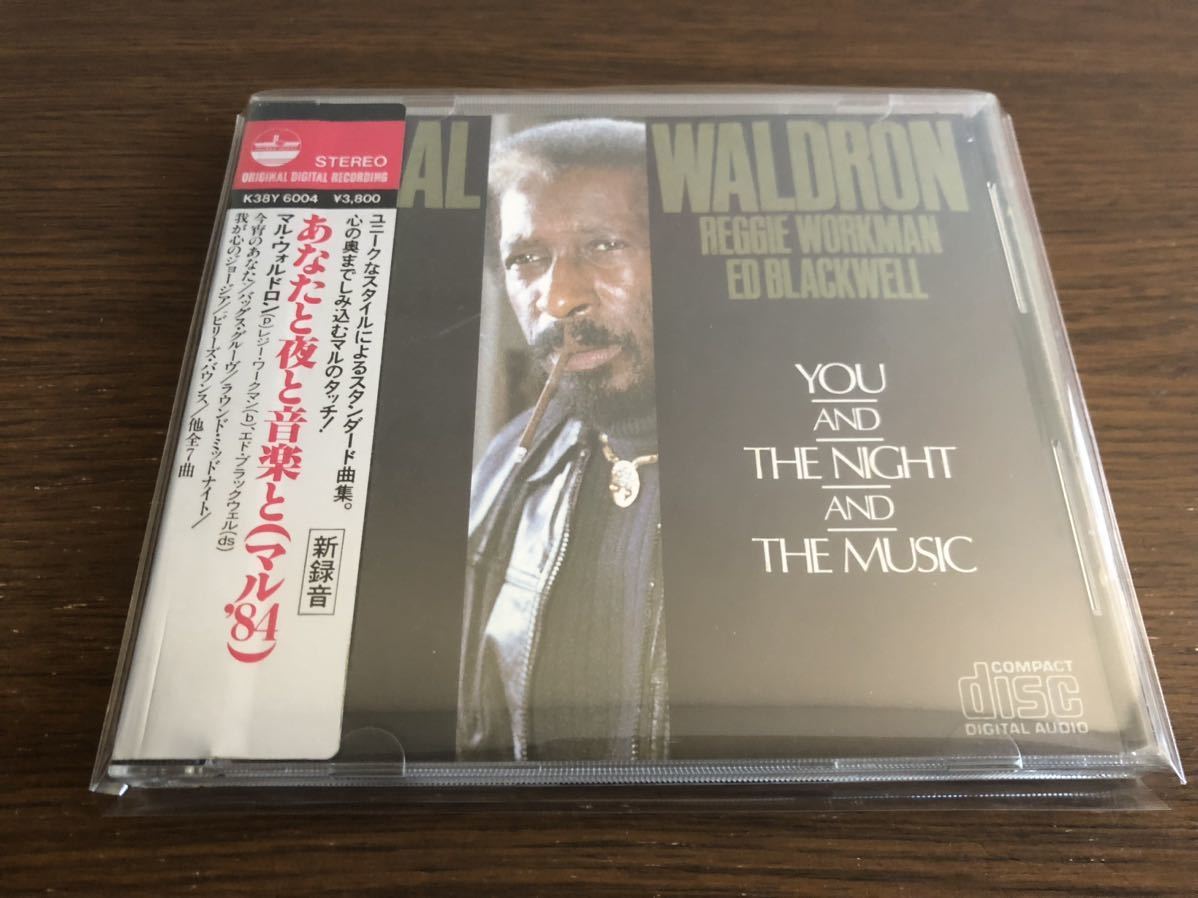 STEREO
ORIGINAL DIGITAL RECORDING
K38Y 6004 ¥3,800
ユニークなスタイルによるスタンダード曲集。
心の奥までしみ込むマルのタッチ!
あなたと夜と音楽と(マル'84)
新録音
マル・ウォルドロン(p)レジー・ワークマン(b)、エド・ブラックウェル(ds)
今宵のあなた/バッグス・グルーヴ/ラウンド・ミッドナイト/
我が心のジョージア/ビリーズ・バウンス/他全7曲
AL WALDRON
REGGIE WORKMAN
ED BLACKWELL
YOU
AND
THE NIGHT
AND
THE MUSIC
COMPACT
disc
DIGITAL AUDIO